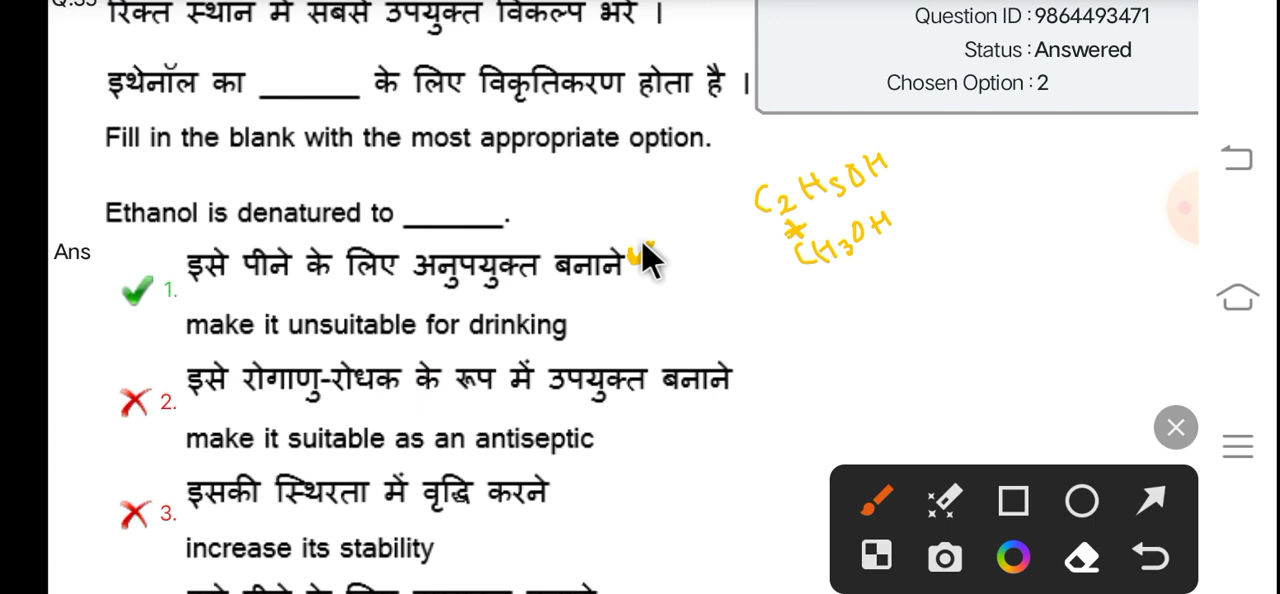 रिक्त स्थान में सबसे उपयुक्त विकल्प भरें ।
Question ID : 9864493471
Status : Answered
Chosen Option : 2
इथेनॉल का ______ के लिए विकृतिकरण होता है ।
Fill in the blank with the most appropriate option.
C2H5OH
CH3OH
Ethanol is denatured to ______.
Ans
1. इसे पीने के लिए अनुपयुक्त बनाने
make it unsuitable for drinking
2. इसे रोगाणु-रोधक के रूप में उपयुक्त बनाने
make it suitable as an antiseptic
3. इसकी स्थिरता में वृद्धि करने
increase its stability